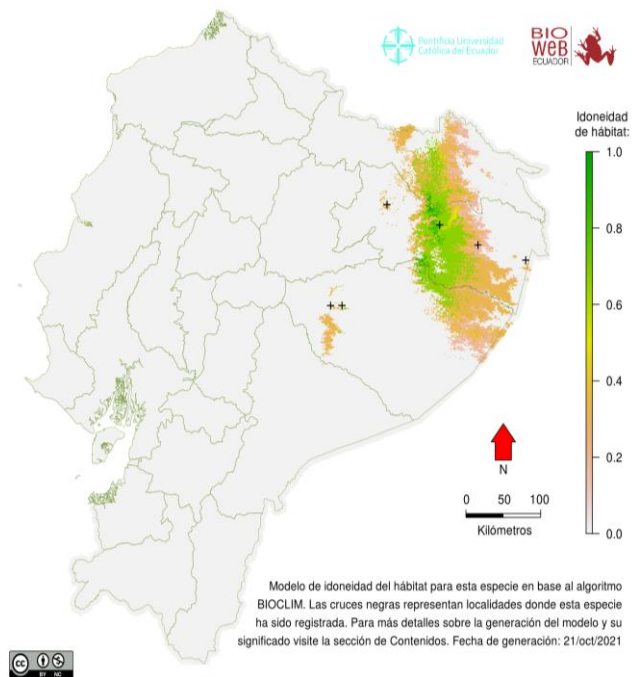 Pontificia Universidad
Católica del Ecuador
BIO
WEB
ECUADOR
Idoneidad
de hábitat:
1.0
0.8
0.6
0.4
0.2
0.0
N
0 50 100
Kilómetros
Modelo de idoneidad del hábitat para esta especie en base al algoritmo
BIOCLIM. Las cruces negras representan localidades donde esta especie
ha sido registrada. Para más detalles sobre la generación del modelo y su
significado visite la sección de Contenidos. Fecha de generación: 21/oct/2021
CC
BY NC